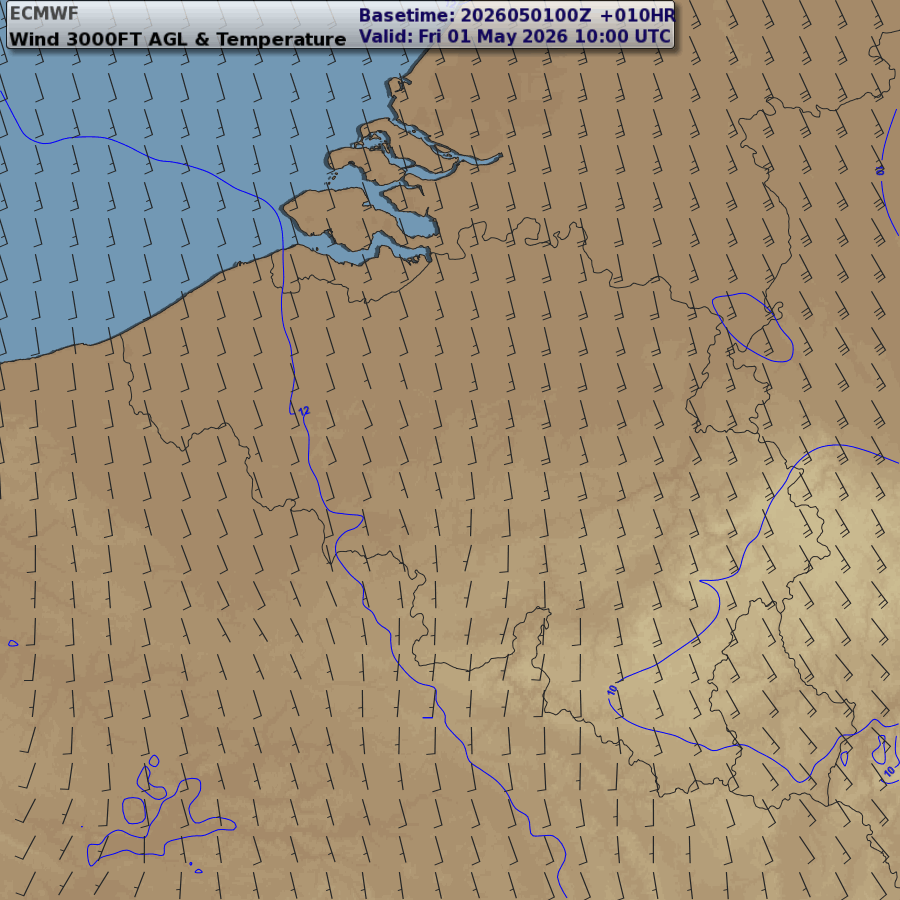 ECMWF
Basetime: 2026050100Z +010HR
Wind 3000FT AGL & Temperature
Valid: Fri 01 May 2026 10:00 UTC
10
12
10
10